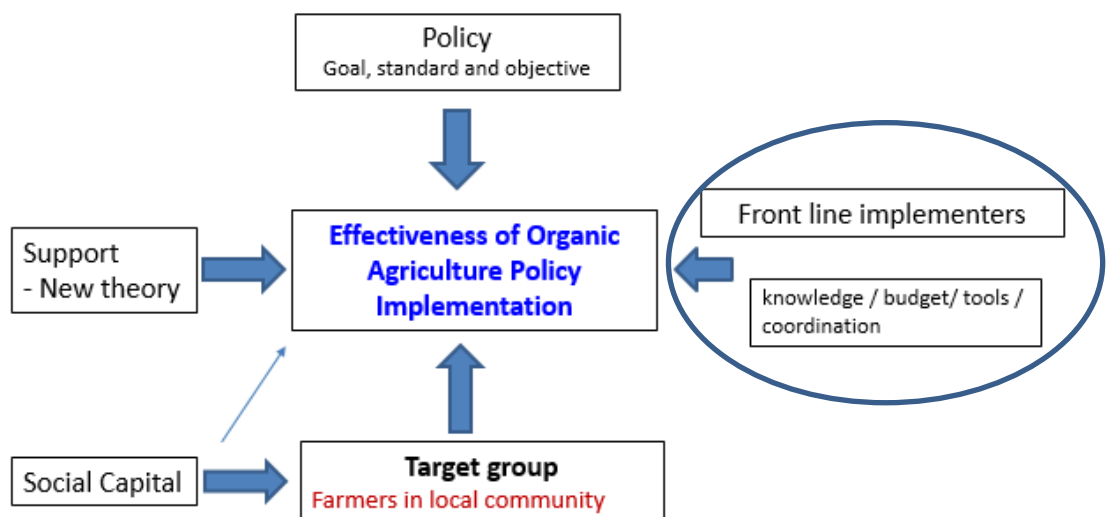 Policy
Goal, standard and objective
Support
- New theory
Effectiveness of Organic
Agriculture Policy
Implementation
Front line implementers
knowledge / budget/ tools /
coordination
Social Capital
Target group
Farmers in local community